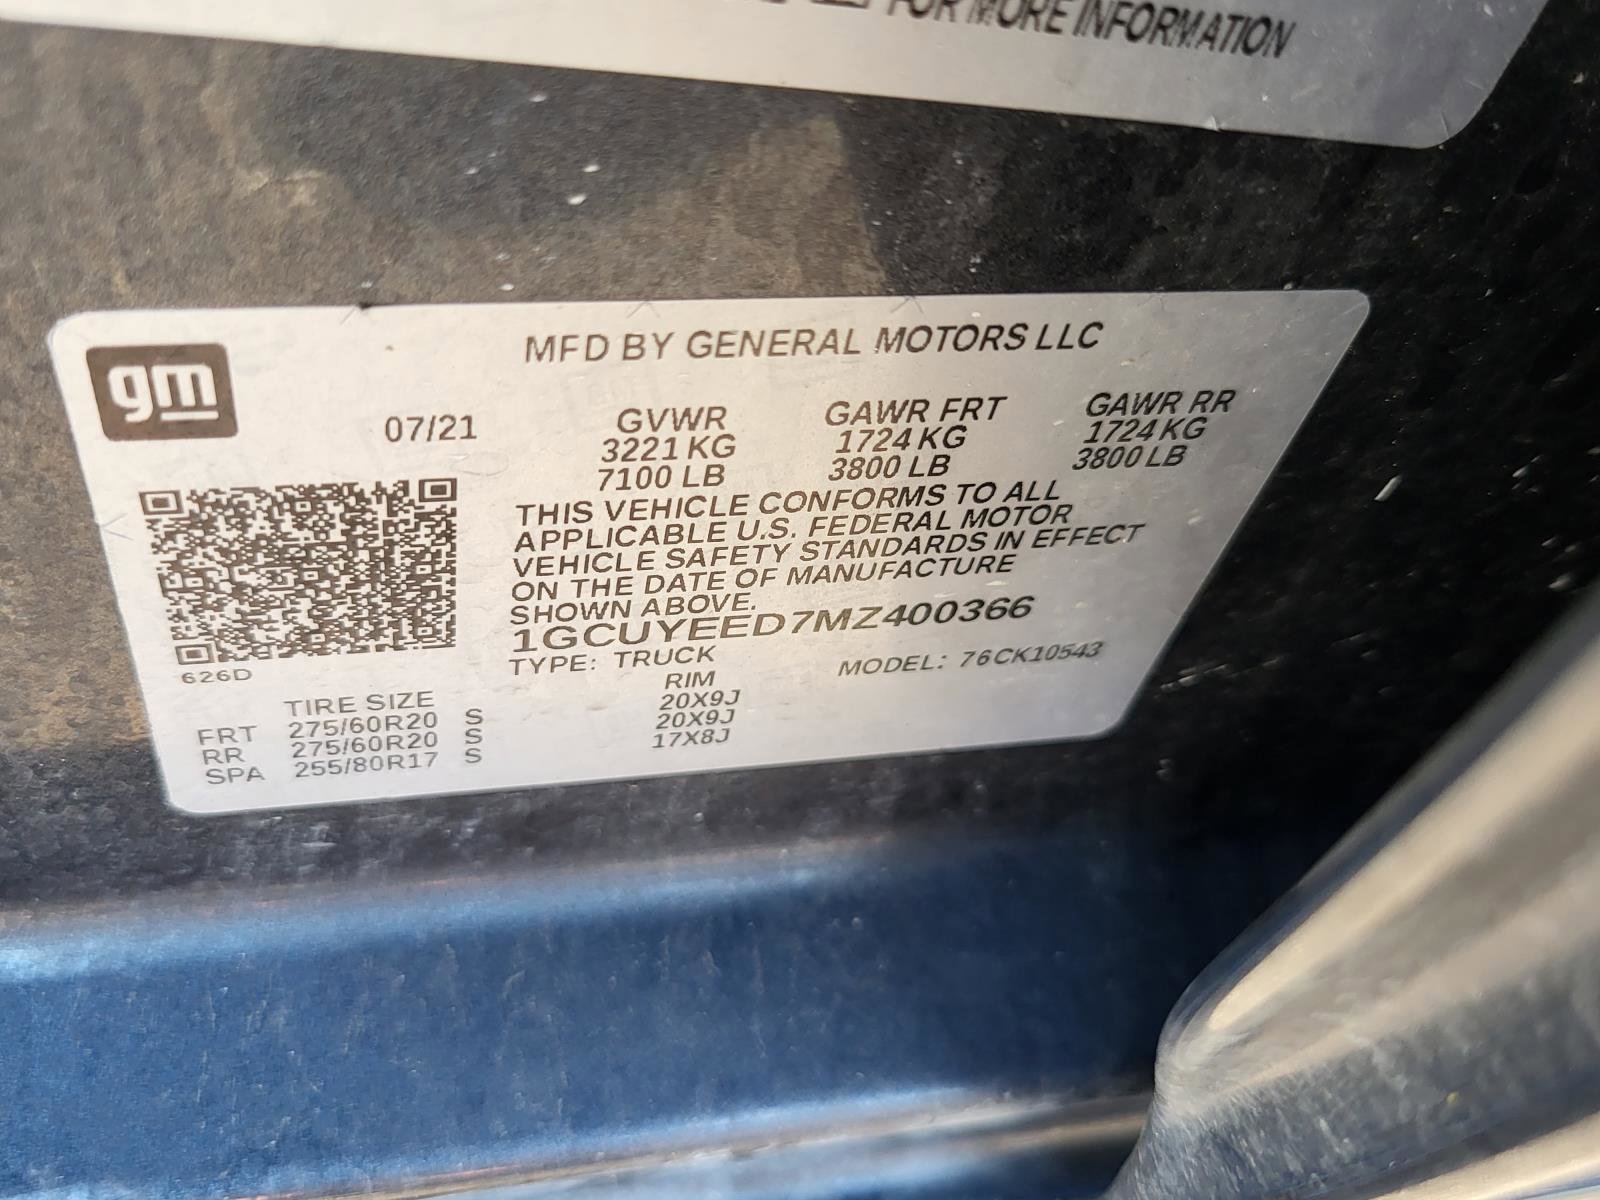 FOR MORE INFORMATION
gm
MFD BY GENERAL MOTORS LLC
07/21
GVWR GAWR FRT GAWR RR
3221 KG 1724 KG 1724 KG
7100 LB 3800 LB 3800 LB
THIS VEHICLE CONFORMS TO ALL
APPLICABLE U.S. FEDERAL MOTOR
VEHICLE SAFETY STANDARDS IN EFFECT
ON THE DATE OF MANUFACTURE
SHOWN ABOVE.
1GCUYEED7MZ400366
TYPE: TRUCK MODEL: 76CK10543
626D
TIRE SIZE RIM
FRT 275/60R20 S 20X9J
RR 275/60R20 S 20X9J
SPA 255/80R17 S 17X8J